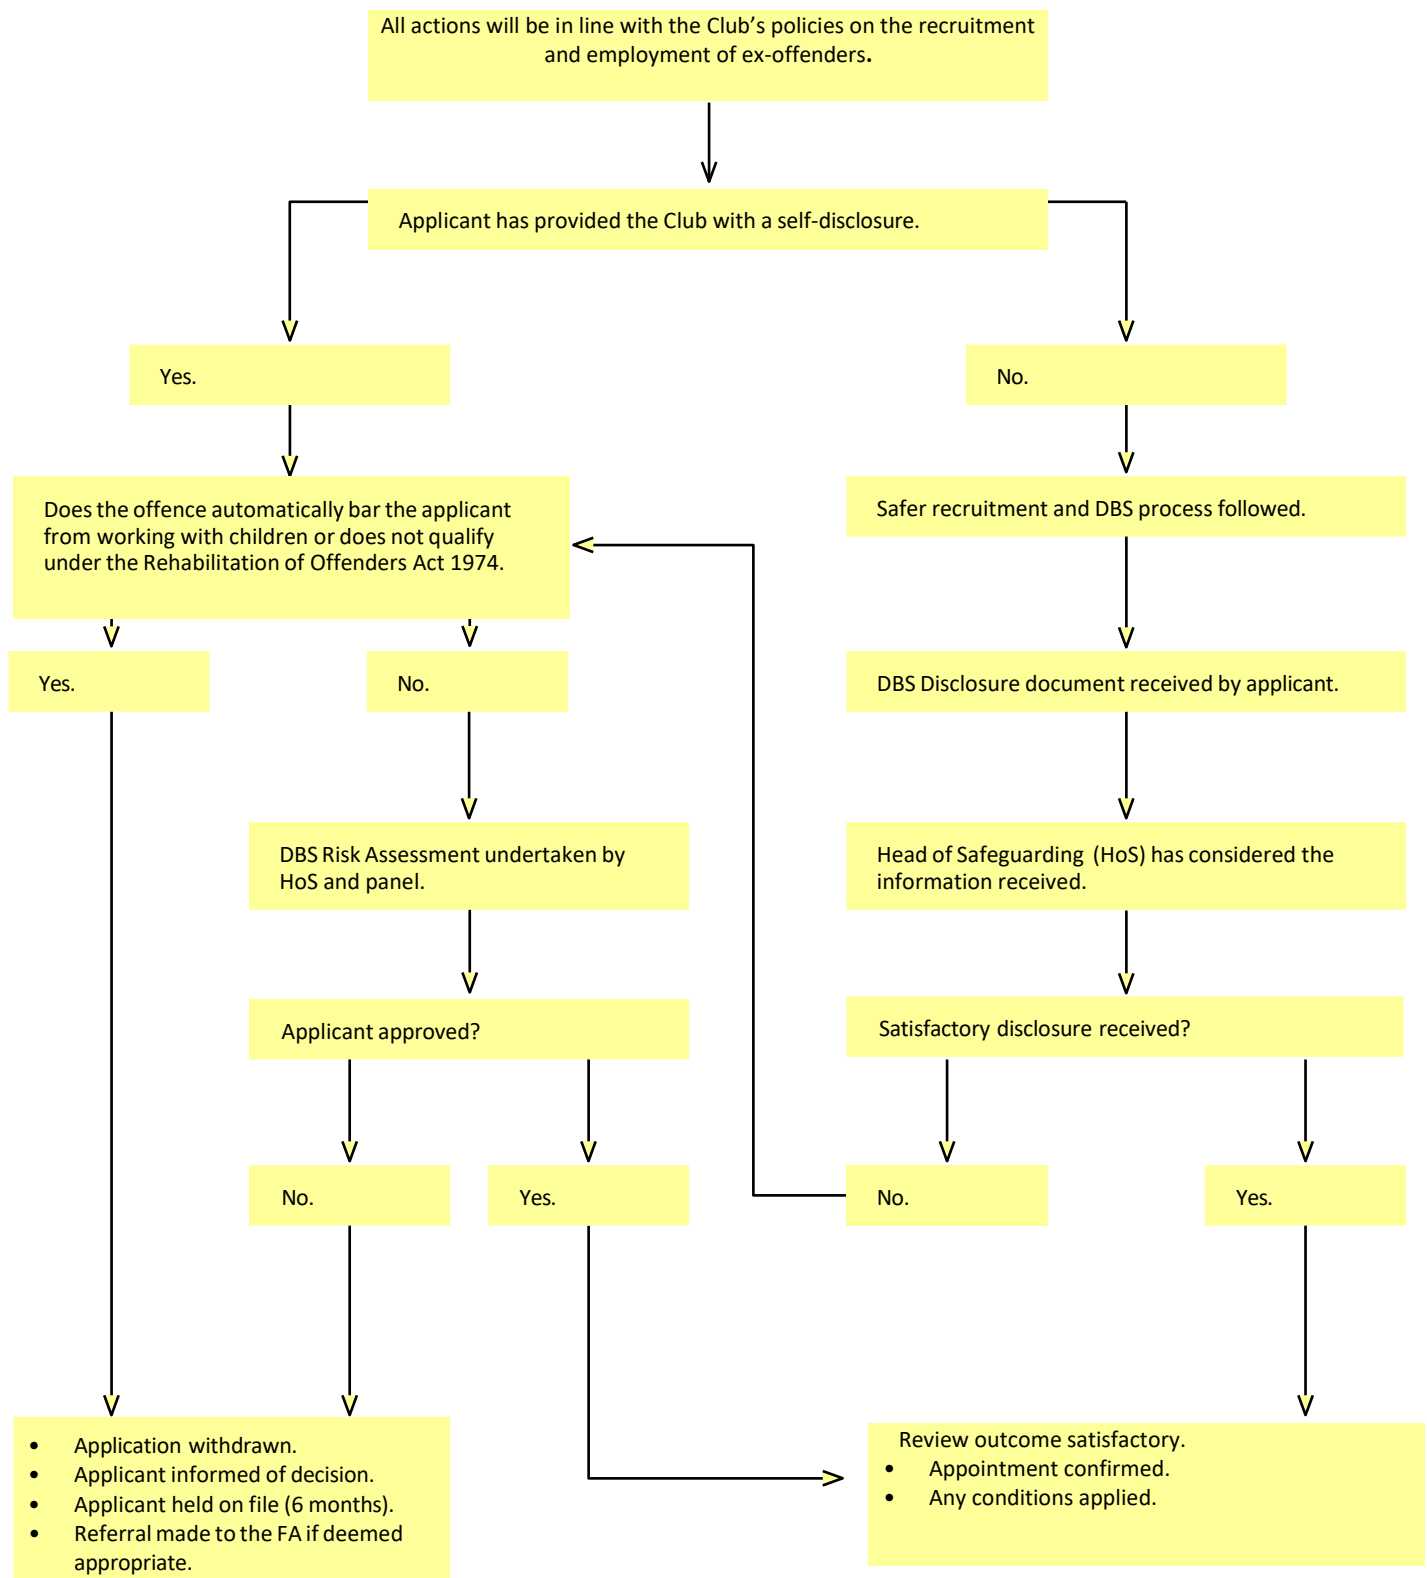 All actions will be in line with the Club’s policies on the recruitment
and employment of ex-offenders.
Applicant has provided the Club with a self-disclosure.
Yes.
No.
Does the offence automatically bar the applicant
from working with children or does not qualify
under the Rehabilitation of Offenders Act 1974.
Safer recruitment and DBS process followed.
Yes.
No.
DBS Disclosure document received by applicant.
DBS Risk Assessment undertaken by
HoS and panel.
Head of Safeguarding (HoS) has considered the
information received.
Applicant approved?
Satisfactory disclosure received?
No.
Yes.
No.
Yes.
• Application withdrawn.
• Applicant informed of decision.
• Applicant held on file (6 months).
• Referral made to the FA if deemed
appropriate.
Review outcome satisfactory.
• Appointment confirmed.
• Any conditions applied.